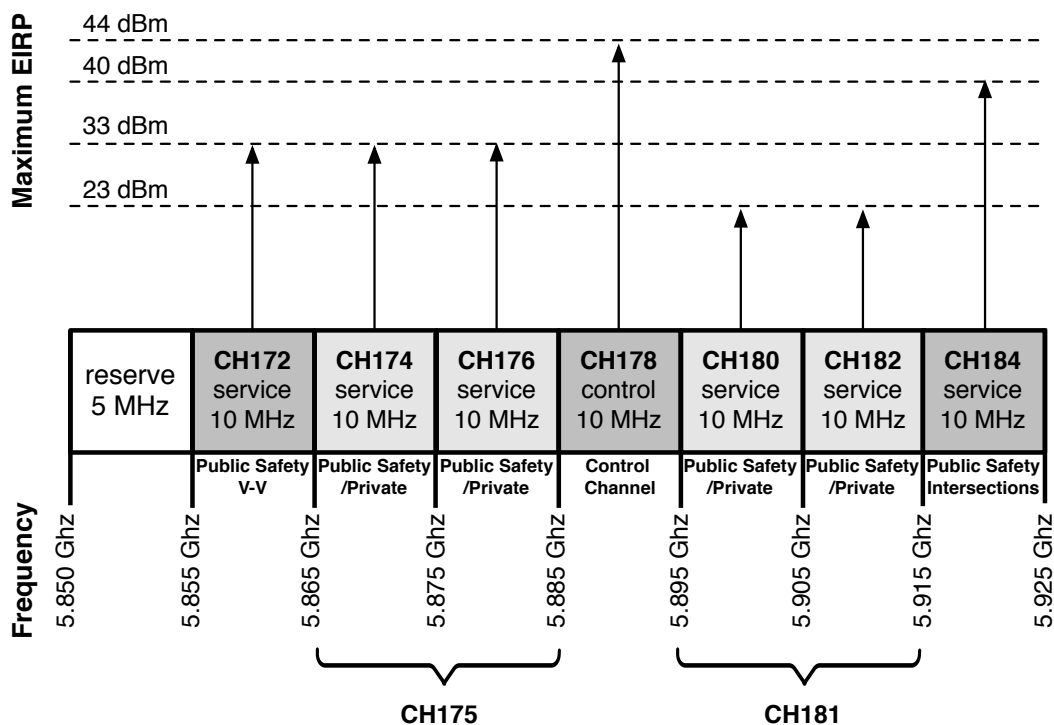 Maximum EIRP
44 dBm
40 dBm
33 dBm
23 dBm
reserve
5 MHz
CH172
service
10 MHz
CH174
service
10 MHz
CH176
service
10 MHz
CH178
control
10 MHz
CH180
service
10 MHz
CH182
service
10 MHz
CH184
service
10 MHz
Public Safety
V-V
Public Safety
/Private
Public Safety
/Private
Control
Channel
Public Safety
/Private
Public Safety
/Private
Public Safety
Intersections
Frequency
5.850 Ghz
5.855 Ghz
5.865 Ghz
5.875 Ghz
5.885 Ghz
5.895 Ghz
5.905 Ghz
5.915 Ghz
5.925 Ghz
CH175
CH181